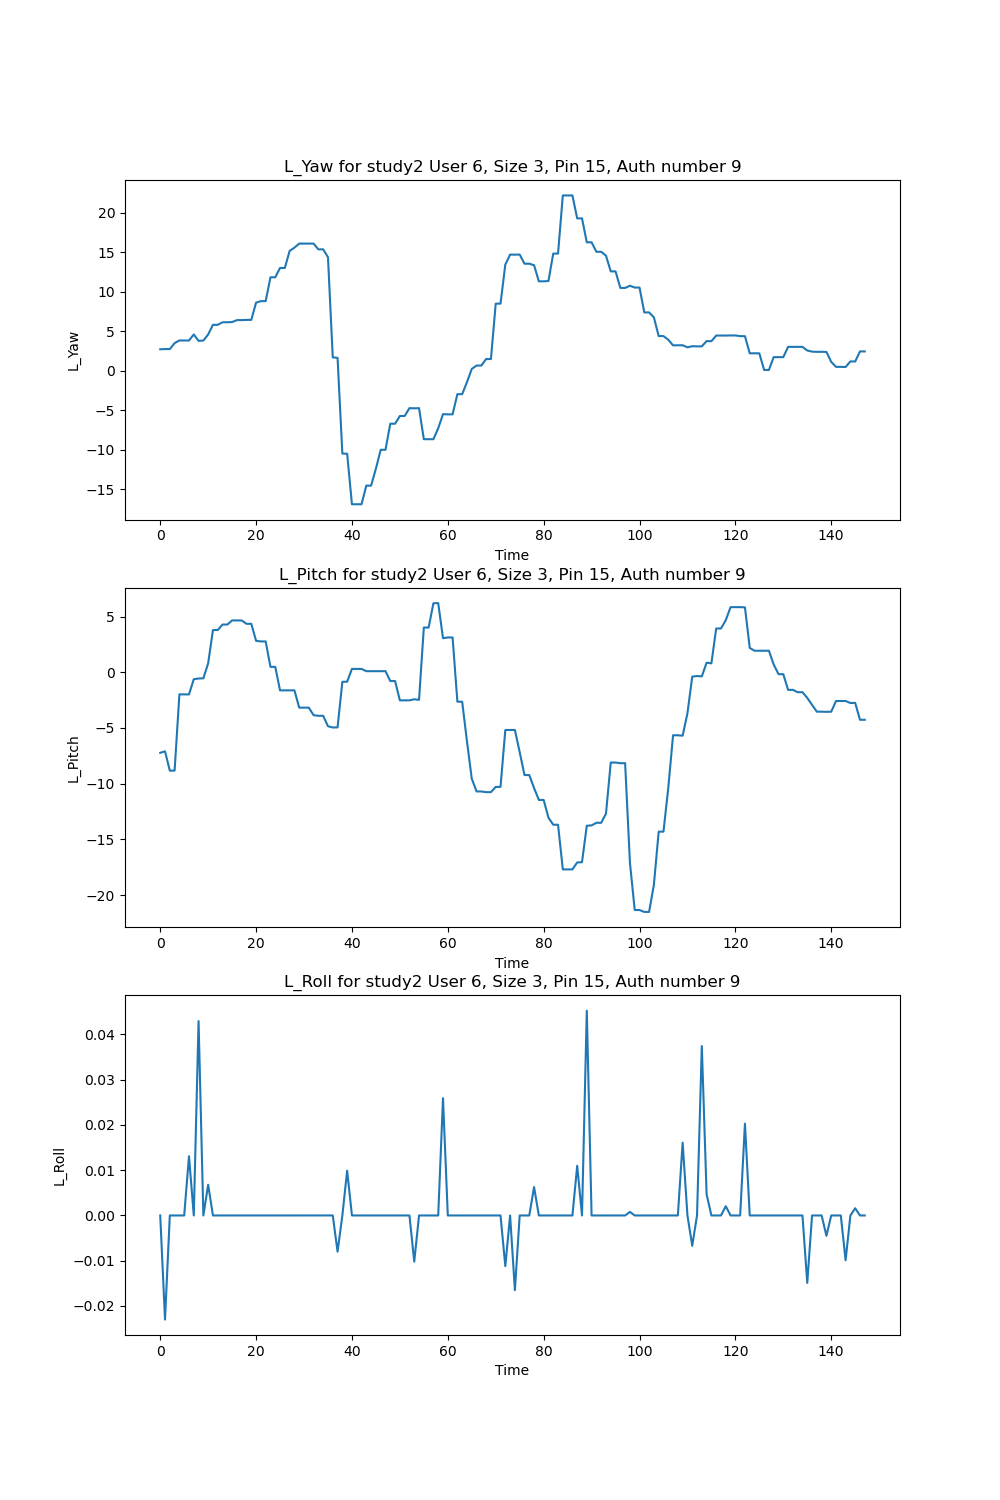 L_Yaw for study2 User 6, Size 3, Pin 15, Auth number 9
L_Yaw
20
15
10
5
0
−5
−10
−15
0 20 40 60 80 100 120 140
Time
L_Pitch for study2 User 6, Size 3, Pin 15, Auth number 9
L_Pitch
5
0
−5
−10
−15
−20
0 20 40 60 80 100 120 140
Time
L_Roll for study2 User 6, Size 3, Pin 15, Auth number 9
L_Roll
0.04
0.03
0.02
0.01
0.00
−0.01
−0.02
0 20 40 60 80 100 120 140
Time